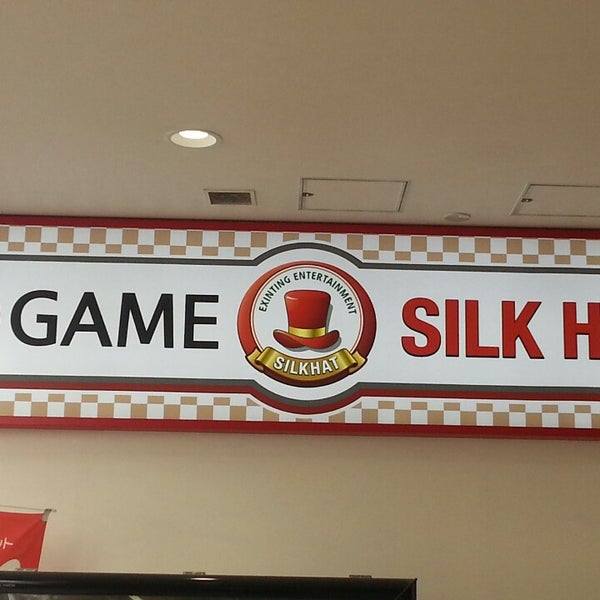 GAME
EXINTING ENTERTAINMENT
SILKHAT
SILK H